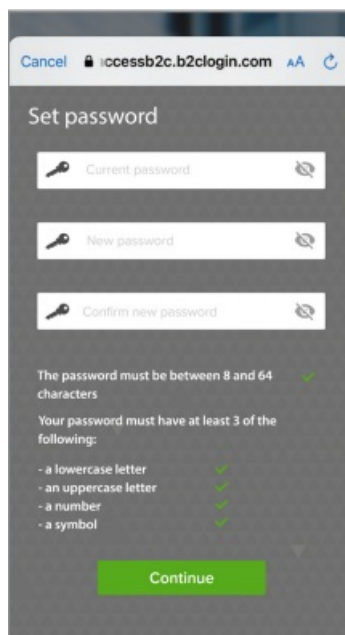 Cancel ccessb2c.b2clogin.com AA
Set password
Current password
New password
Confirm new password
The password must be between 8 and 64
characters
Your password must have at least 3 of the
following:
- a lowercase letter
- an uppercase letter
- a number
- a symbol
Continue